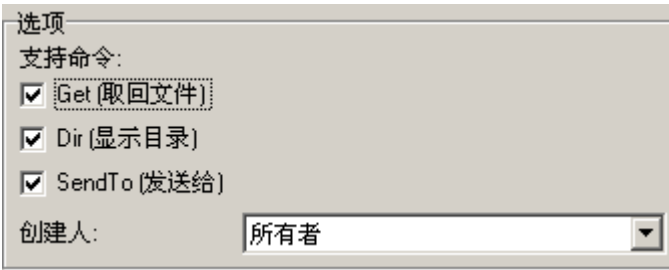 选项
支持命令:
Get (取回文件)
Dir (显示目录)
SendTo (发送给)
创建人: 所有者